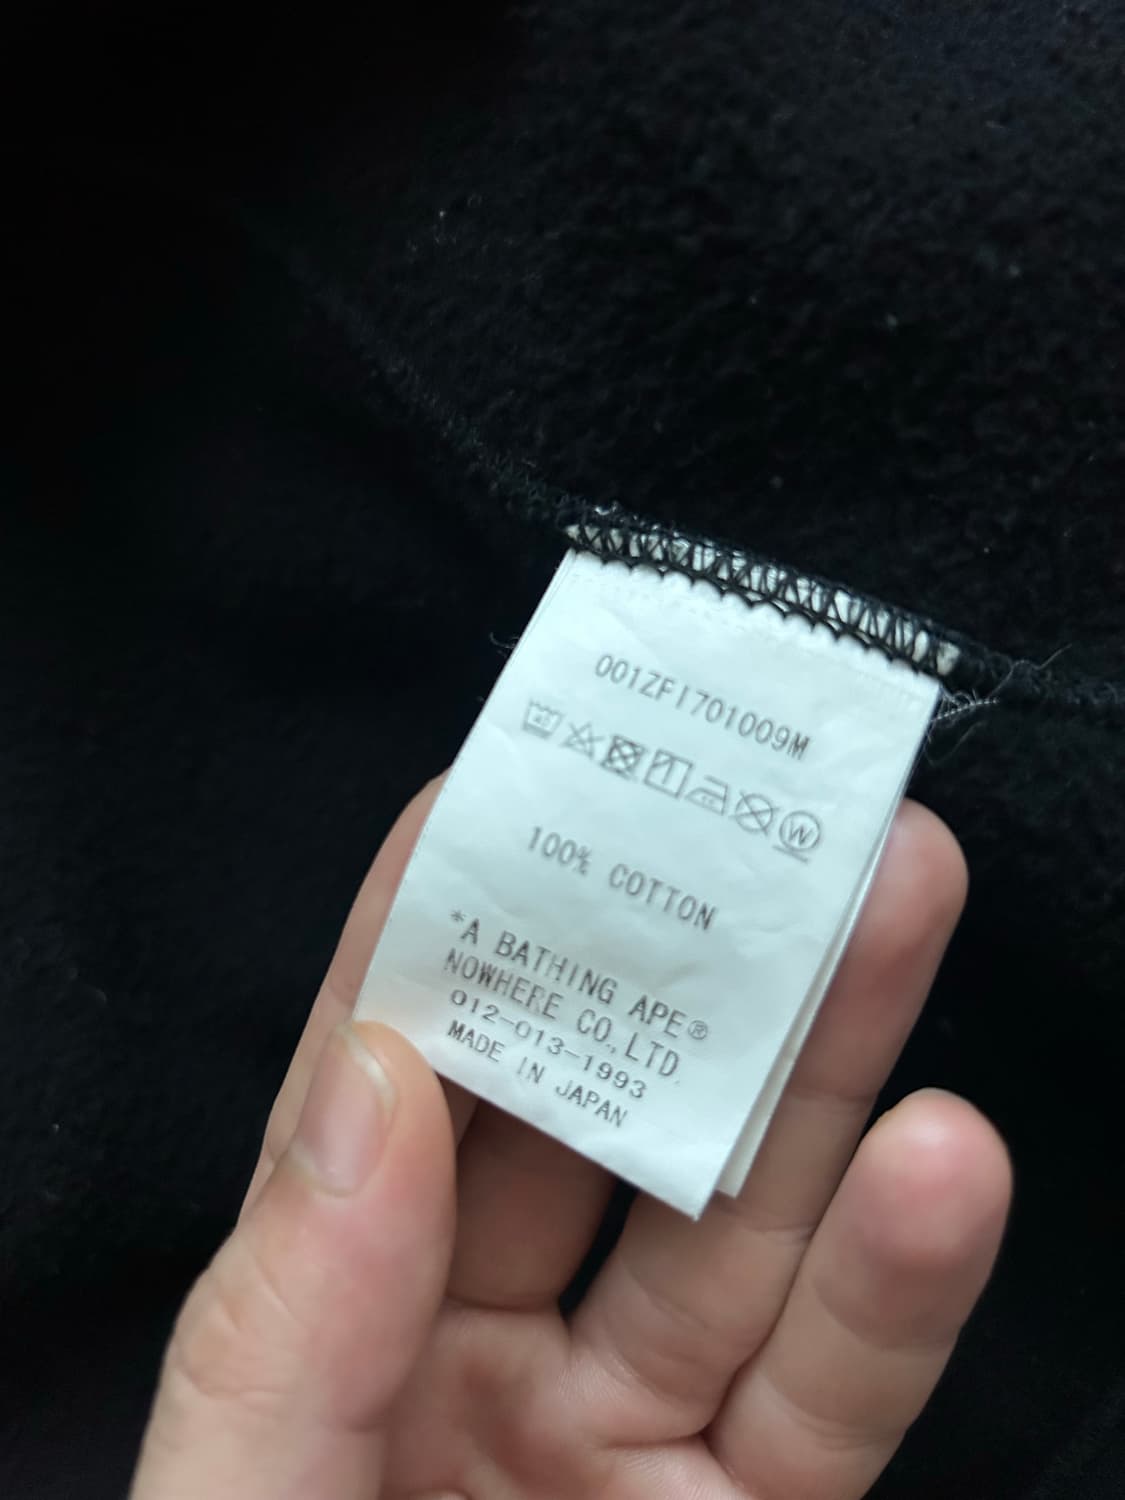 001ZFI701009M
W
100% COTTON
*A BATHING APE®
NOWHERE CO.,LTD.
012-013-1993
MADE IN JAPAN